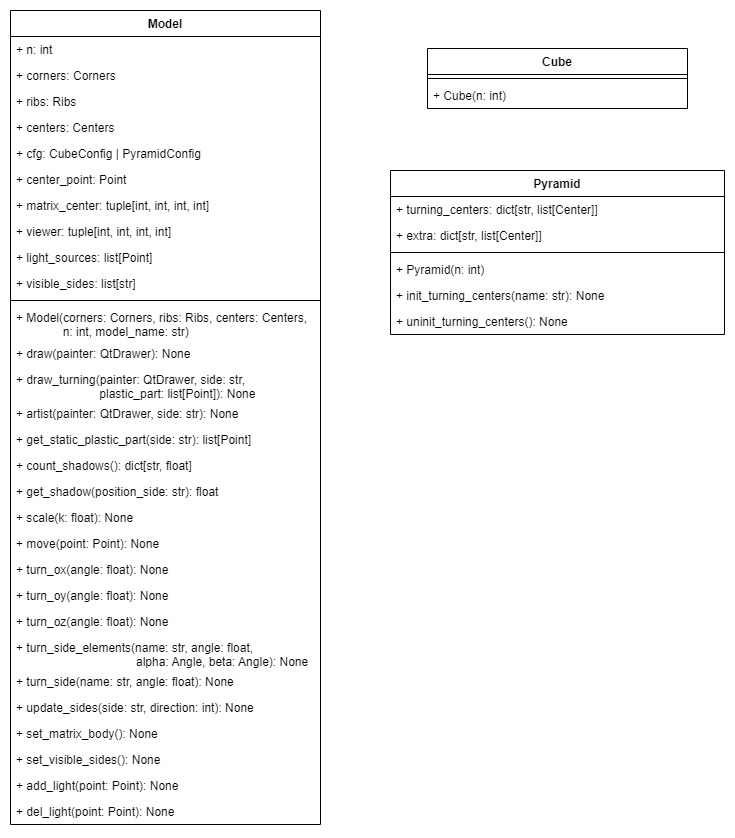 Model
+ n: int
+ corners: Corners
+ ribs: Ribs
+ centers: Centers
+ cfg: CubeConfig | PyramidConfig
+ center_point: Point
+ matrix_center: tuple[int, int, int, int]
+ viewer: tuple[int, int, int, int]
+ light_sources: list[Point]
+ visible_sides: list[str]
+ Model(corners: Corners, ribs: Ribs, centers: Centers,
n: int, model_name: str)
+ draw(painter: QtDrawer): None
+ draw_turning(painter: QtDrawer, side: str,
plastic_part: list[Point]): None
+ artist(painter: QtDrawer, side: str): None
+ get_static_plastic_part(side: str): list[Point]
+ count_shadows(): dict[str, float]
+ get_shadow(position_side: str): float
+ scale(k: float): None
+ move(point: Point): None
+ turn_ox(angle: float): None
+ turn_oy(angle: float): None
+ turn_oz(angle: float): None
+ turn_side_elements(name: str, angle: float,
alpha: Angle, beta: Angle): None
+ turn_side(name: str, angle: float): None
+ update_sides(side: str, direction: int): None
+ set_matrix_body(): None
+ set_visible_sides(): None
+ add_light(point: Point): None
+ del_light(point: Point): None
Cube
+ Cube(n: int)
Pyramid
+ turning_centers: dict[str, list[Center]]
+ extra: dict[str, list[Center]]
+ Pyramid(n: int)
+ init_turning_centers(name: str): None
+ uninit_turning_centers(): None